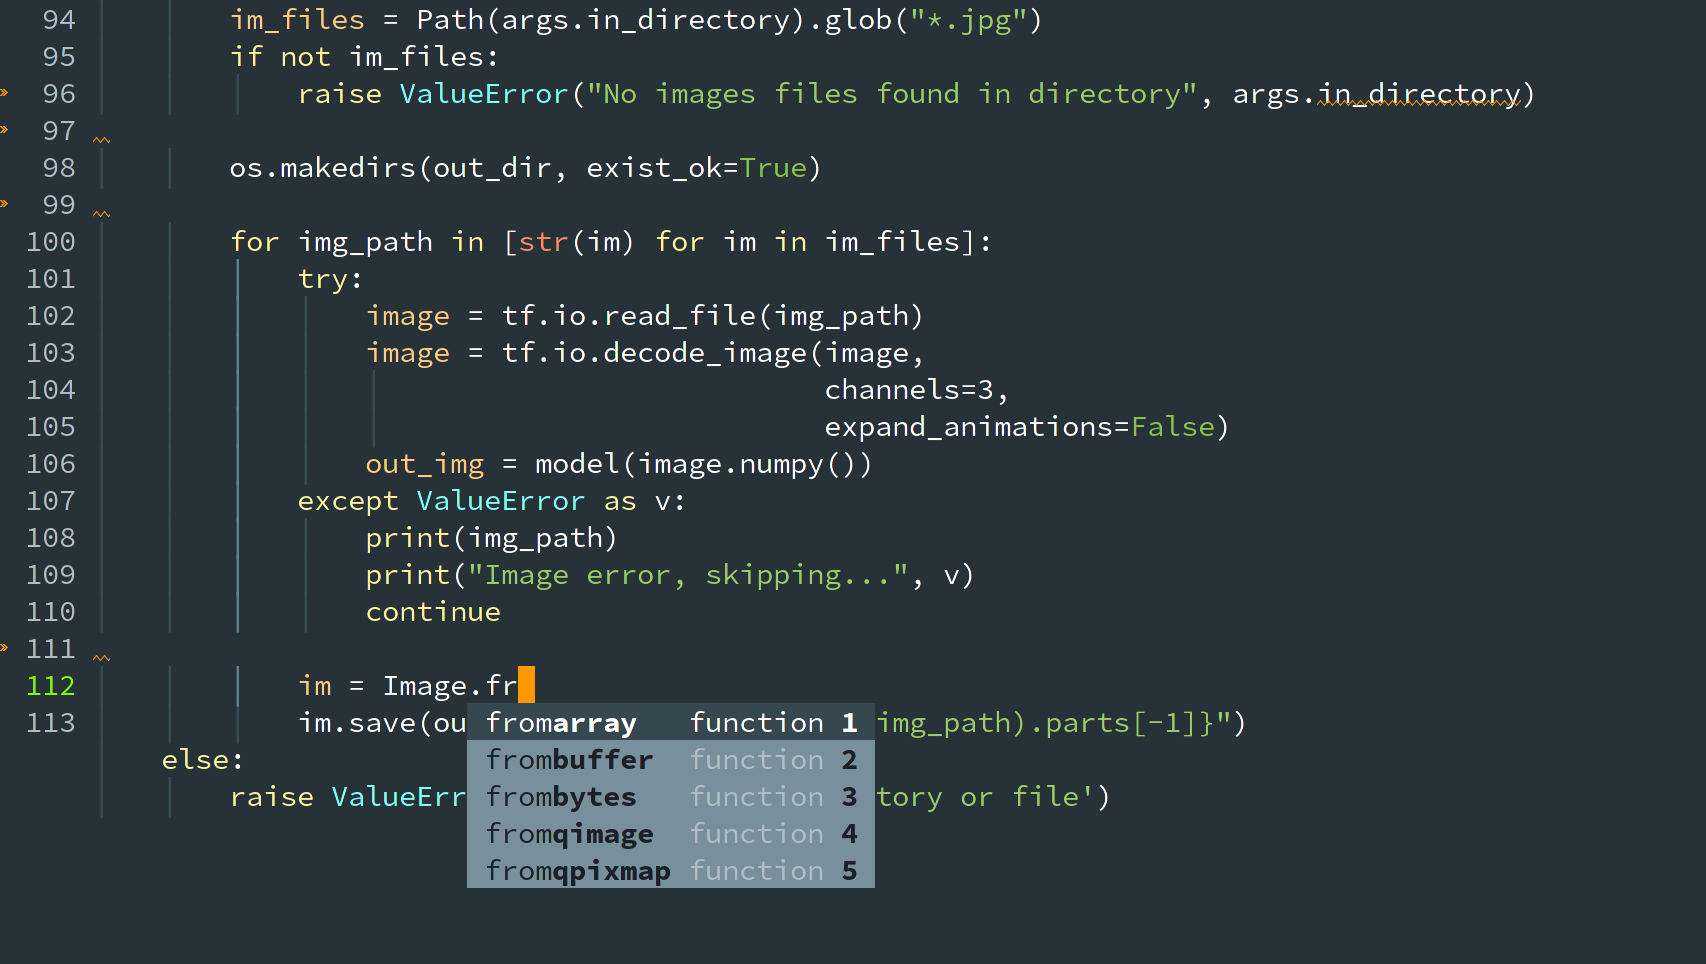 94 im_files = Path(args.in_directory).glob("*.jpg")
95 if not im_files:
» 96 raise ValueError("No images files found in directory", args.in_directory)
» 97
98 os.makedirs(out_dir, exist_ok=True)
» 99
100 for img_path in [str(im) for im in im_files]:
101 try:
102 image = tf.io.read_file(img_path)
103 image = tf.io.decode_image(image,
104 channels=3,
105 expand_animations=False)
106 out_img = model(image.numpy())
107 except ValueError as v:
108 print(img_path)
109 print("Image error, skipping...", v)
110 continue
» 111
112 im = Image.fr
113 im.save(ou img_path).parts[-1]}")
else:
raise ValueErr tory or file')
fromarray function 1
frombuffer function 2
frombytes function 3
fromqimage function 4
fromqpixmap function 5